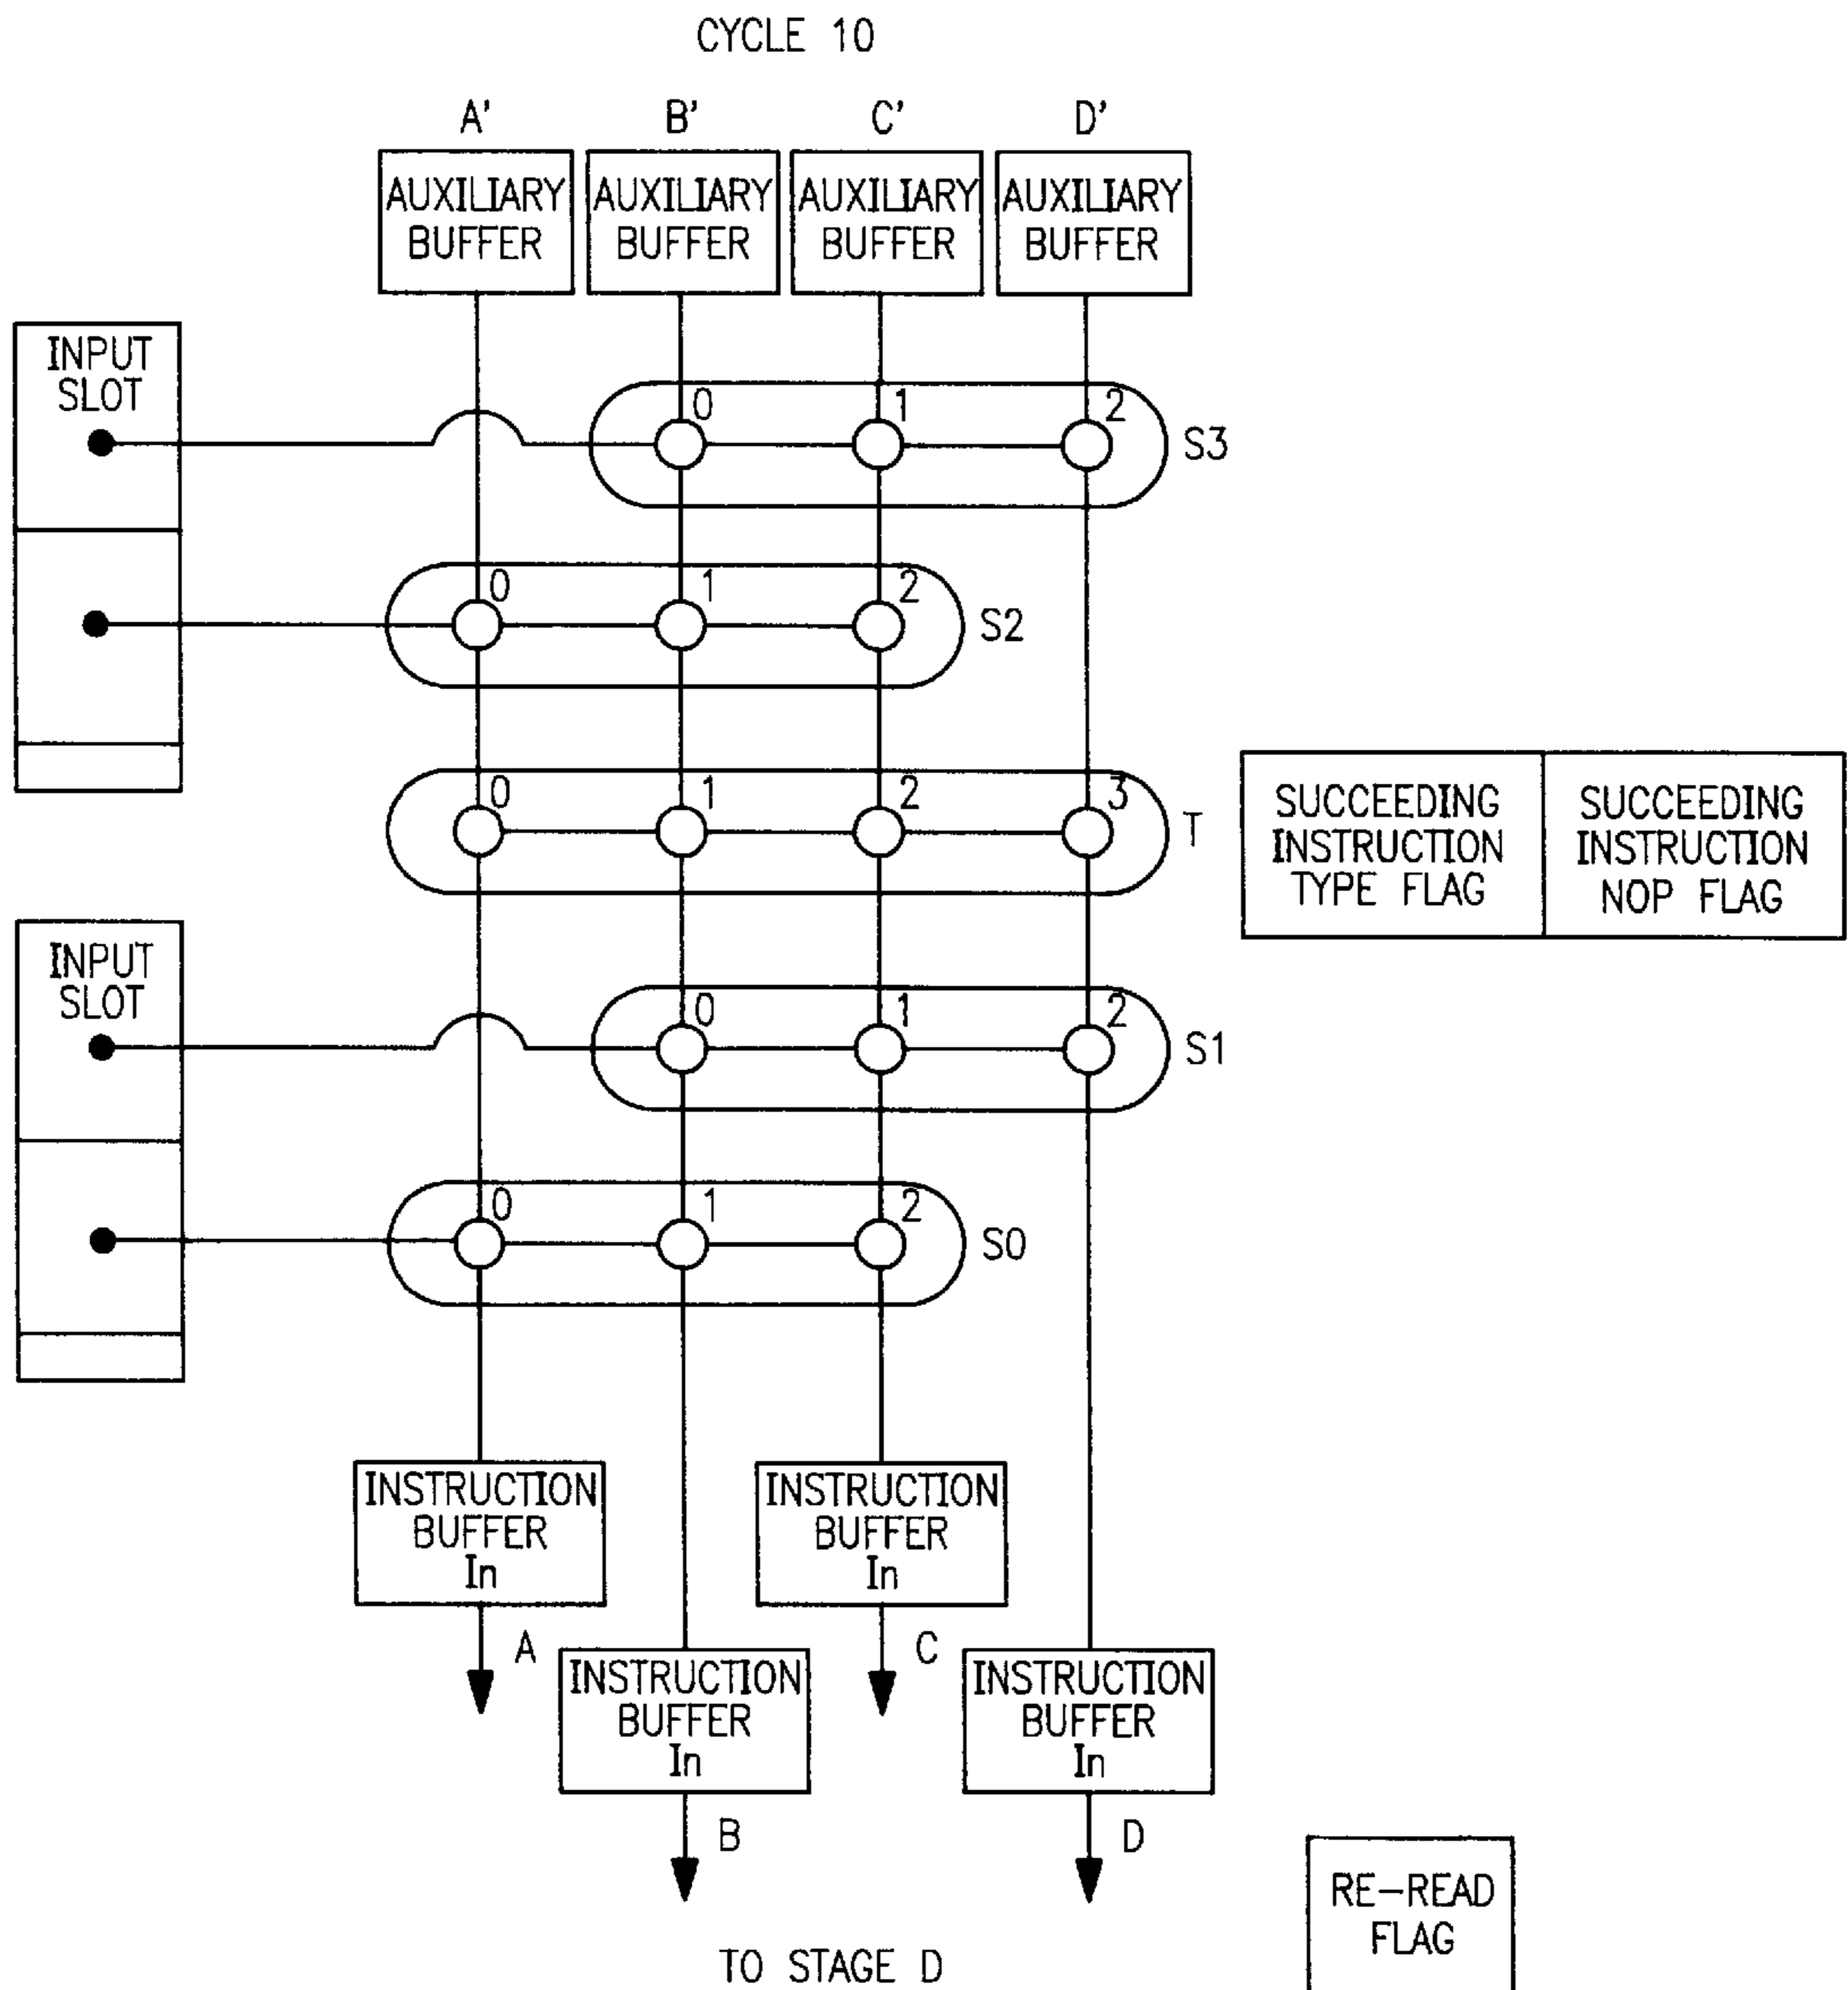 CYCLE 10
A' B' C' D'
AUXILIARY BUFFER
AUXILIARY BUFFER
AUXILIARY BUFFER
AUXILIARY BUFFER
INPUT
SLOT
0 1 2 S3
0 1 2 S2
0 1 2 3 T
SUCCEEDING
INSTRUCTION
TYPE FLAG
SUCCEEDING
INSTRUCTION
NOP FLAG
INPUT
SLOT
0 1 2 S1
0 1 2 S0
INSTRUCTION
BUFFER
In
A
INSTRUCTION
BUFFER
In
C
INSTRUCTION
BUFFER
In
B
INSTRUCTION
BUFFER
In
D
RE-READ
FLAG
TO STAGE D